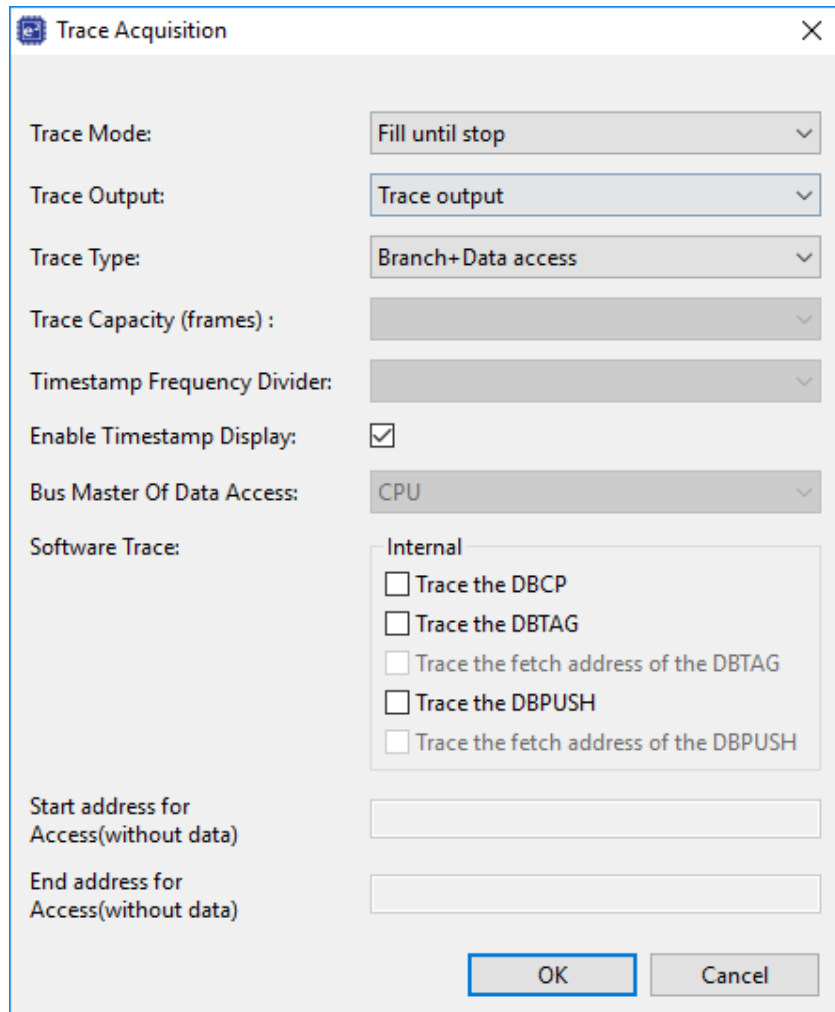 Trace Acquisition
Trace Mode: Fill until stop
Trace Output: Trace output
Trace Type: Branch+Data access
Trace Capacity (frames) :
Timestamp Frequency Divider:
Enable Timestamp Display:
Bus Master Of Data Access: CPU
Software Trace: Internal
Trace the DBCP
Trace the DBTAG
Trace the fetch address of the DBTAG
Trace the DBPUSH
Trace the fetch address of the DBPUSH
Start address for
Access(without data)
End address for
Access(without data)
OK Cancel